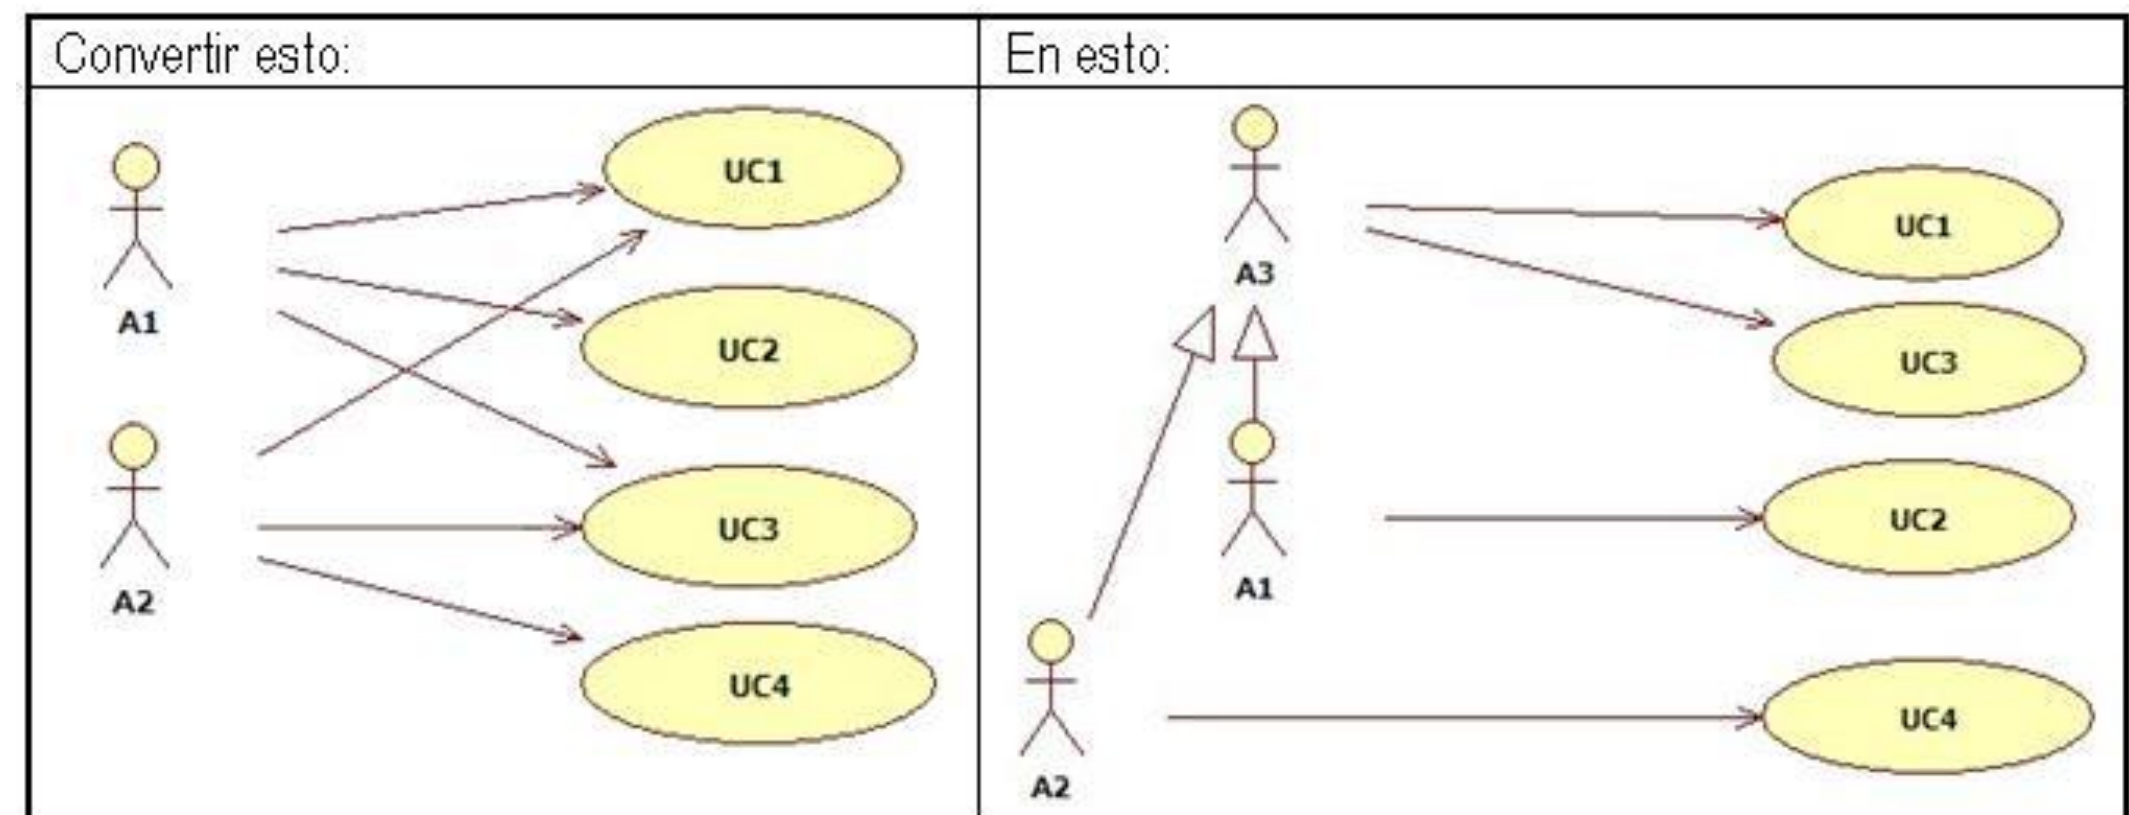 Convertir esto:
UC1
A1
UC2
UC3
A2
UC4
En esto:
UC1
A3
UC3
UC2
A1
UC4
A2